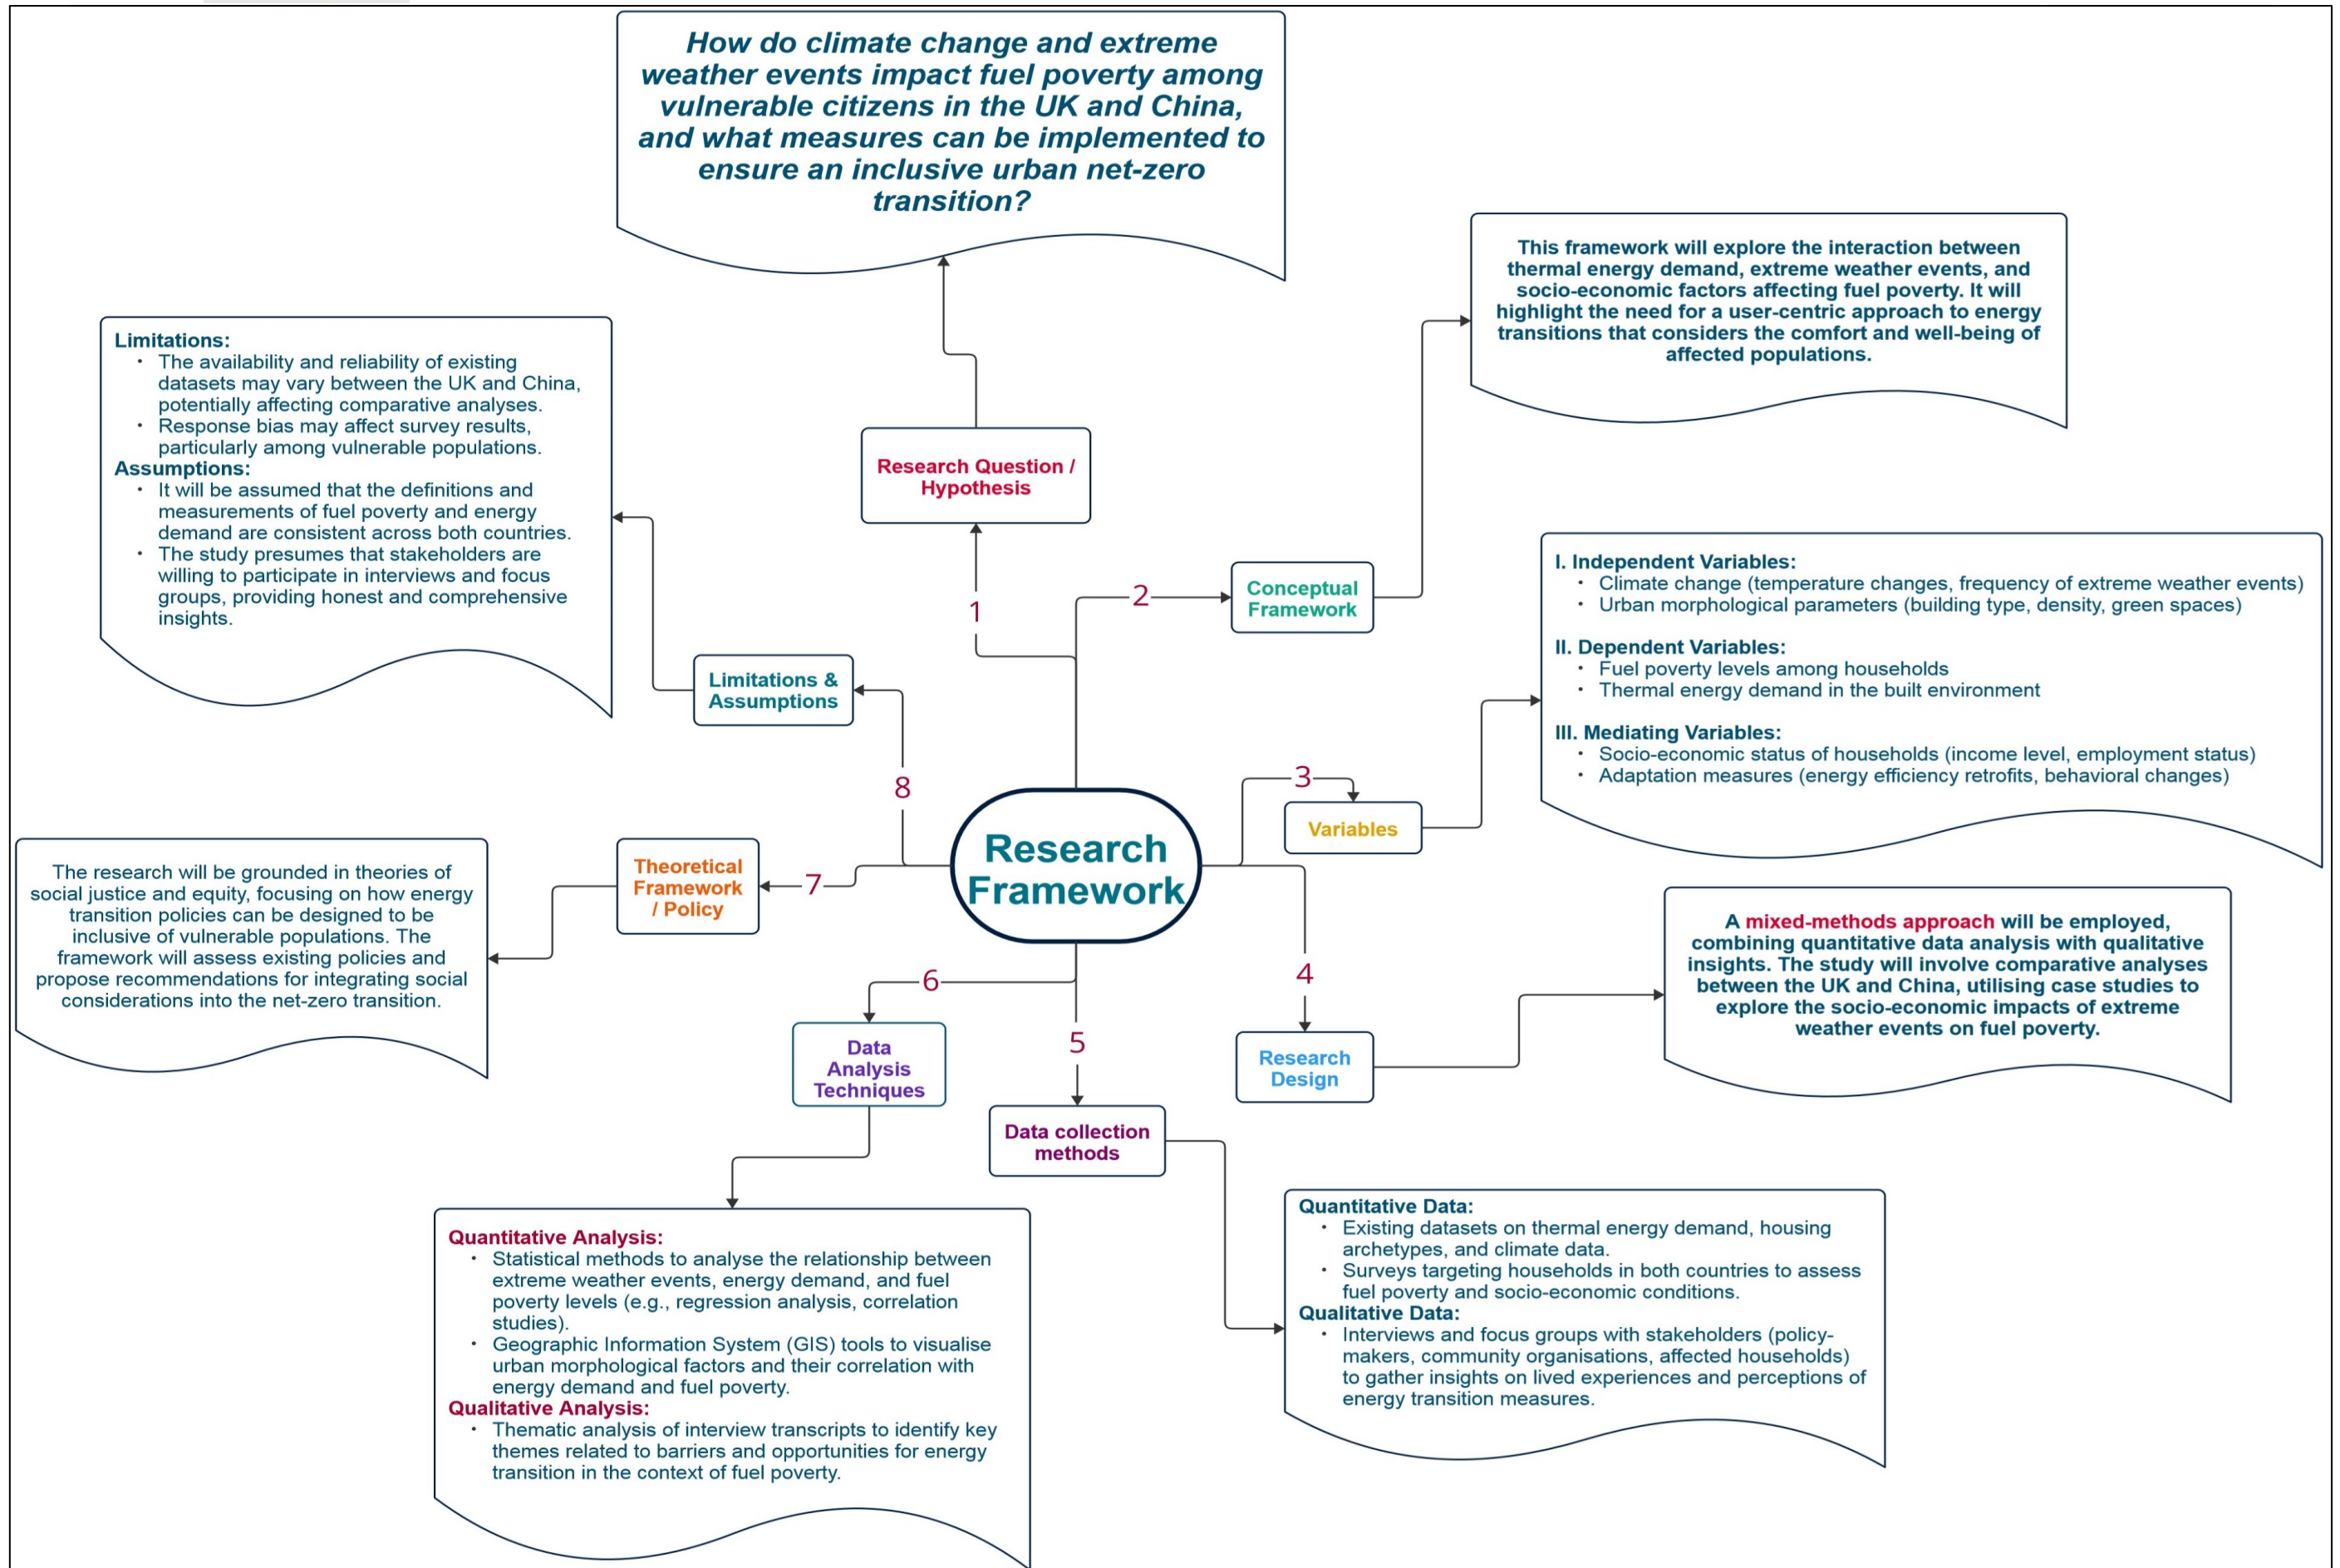 How do climate change and extreme
weather events impact fuel poverty among
vulnerable citizens in the UK and China,
and what measures can be implemented to
ensure an inclusive urban net-zero
transition?
Research Question /
Hypothesis
1
2
Conceptual
Framework
This framework will explore the interaction between
thermal energy demand, extreme weather events, and
socio-economic factors affecting fuel poverty. It will
highlight the need for a user-centric approach to energy
transitions that considers the comfort and well-being of
affected populations.
Limitations:
· The availability and reliability of existing
datasets may vary between the UK and China,
potentially affecting comparative analyses.
· Response bias may affect survey results,
particularly among vulnerable populations.
Assumptions:
· It will be assumed that the definitions and
measurements of fuel poverty and energy
demand are consistent across both countries.
· The study presumes that stakeholders are
willing to participate in interviews and focus
groups, providing honest and comprehensive
insights.
Limitations &
Assumptions
8
Research
Framework
3
Variables
I. Independent Variables:
· Climate change (temperature changes, frequency of extreme weather events)
· Urban morphological parameters (building type, density, green spaces)
II. Dependent Variables:
· Fuel poverty levels among households
· Thermal energy demand in the built environment
III. Mediating Variables:
· Socio-economic status of households (income level, employment status)
· Adaptation measures (energy efficiency retrofits, behavioral changes)
7
Theoretical
Framework
/ Policy
The research will be grounded in theories of
social justice and equity, focusing on how energy
transition policies can be designed to be
inclusive of vulnerable populations. The
framework will assess existing policies and
propose recommendations for integrating social
considerations into the net-zero transition.
4
Research
Design
A mixed-methods approach will be employed,
combining quantitative data analysis with qualitative
insights. The study will involve comparative analyses
between the UK and China, utilising case studies to
explore the socio-economic impacts of extreme
weather events on fuel poverty.
6
Data
Analysis
Techniques
5
Data collection
methods
Quantitative Analysis:
· Statistical methods to analyse the relationship between
extreme weather events, energy demand, and fuel
poverty levels (e.g., regression analysis, correlation
studies).
· Geographic Information System (GIS) tools to visualise
urban morphological factors and their correlation with
energy demand and fuel poverty.
Qualitative Analysis:
· Thematic analysis of interview transcripts to identify key
themes related to barriers and opportunities for energy
transition in the context of fuel poverty.
Quantitative Data:
· Existing datasets on thermal energy demand, housing
archetypes, and climate data.
· Surveys targeting households in both countries to assess
fuel poverty and socio-economic conditions.
Qualitative Data:
· Interviews and focus groups with stakeholders (policy-
makers, community organisations, affected households)
to gather insights on lived experiences and perceptions of
energy transition measures.